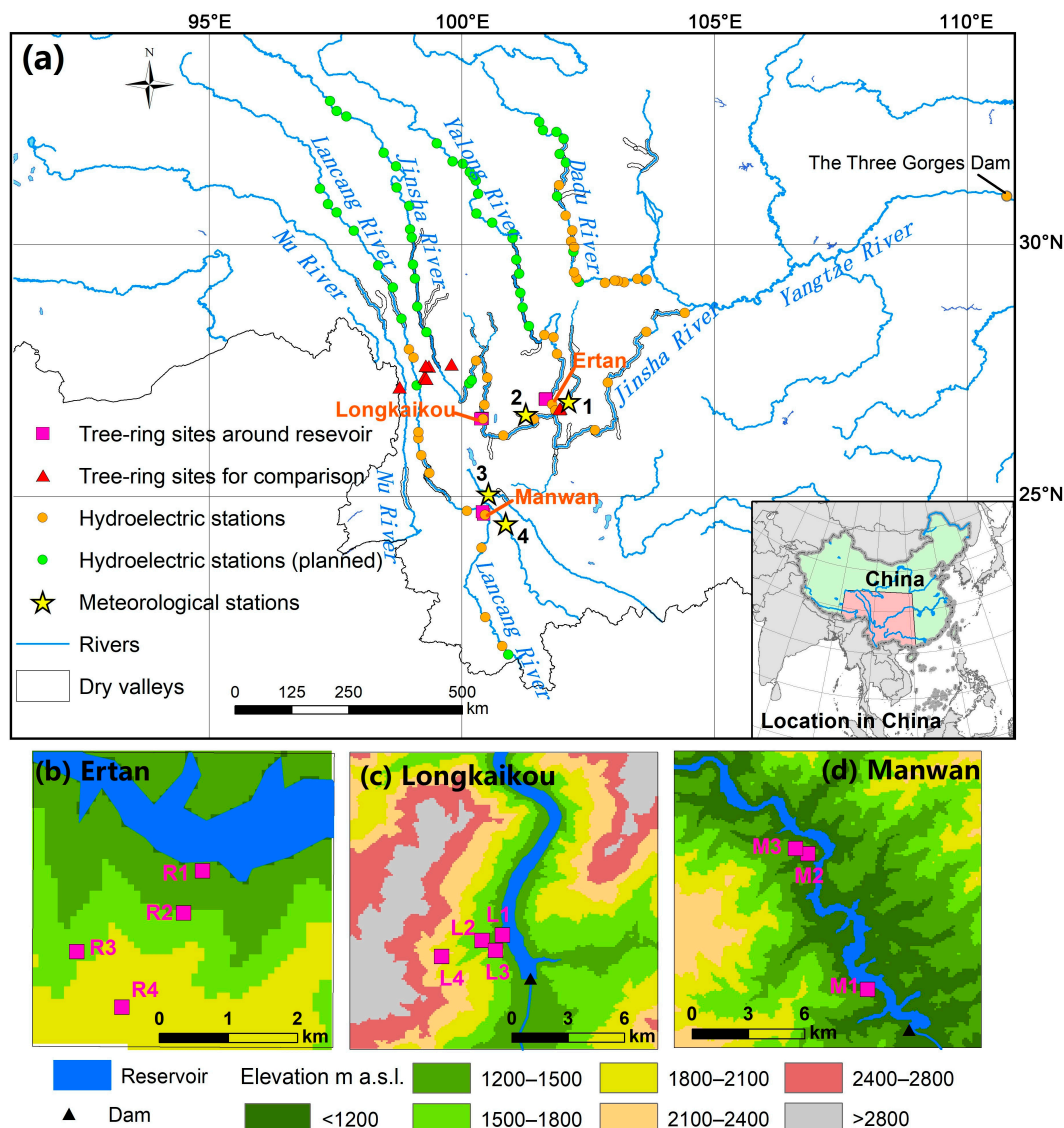 95°E 100°E 105°E 110°E
(a)
N
The Three Gorges Dam
Lancang River
Jinsha River
Yalong River
Dadu River
Nu River
30°N
Yangtze River
Jinsha River
Ertan
Longkaikou
2
1
Tree-ring sites around resevoir
Tree-ring sites for comparison
3
Manwan
25°N
Nu River
4
Hydroelectric stations
Hydroelectric stations (planned)
Lancang River
Meteorological stations
Rivers
Dry valleys
0 125 250 500
km
China
Location in China
(b) Ertan
R1
R2
R3
R4
0 1 2
km
(c) Longkaikou
L1
L2
L3
L4
0 3 6
km
(d) Manwan
M3
M2
M1
0 3 6
km
Reservoir Elevation m a.s.l. 1200–1500 1800–2100 2400–2800
Dam <1200 1500–1800 2100–2400 >2800